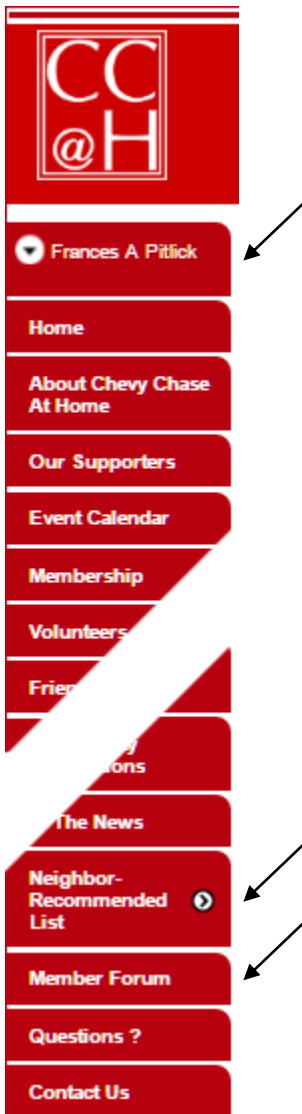 CC
@H
Frances A Pitlick
Home
About Chevy Chase
At Home
Our Supporters
Event Calendar
Membership
Volunteers
The News
Neighbor-
Recommended
List
Member Forum
Questions ?
Contact Us